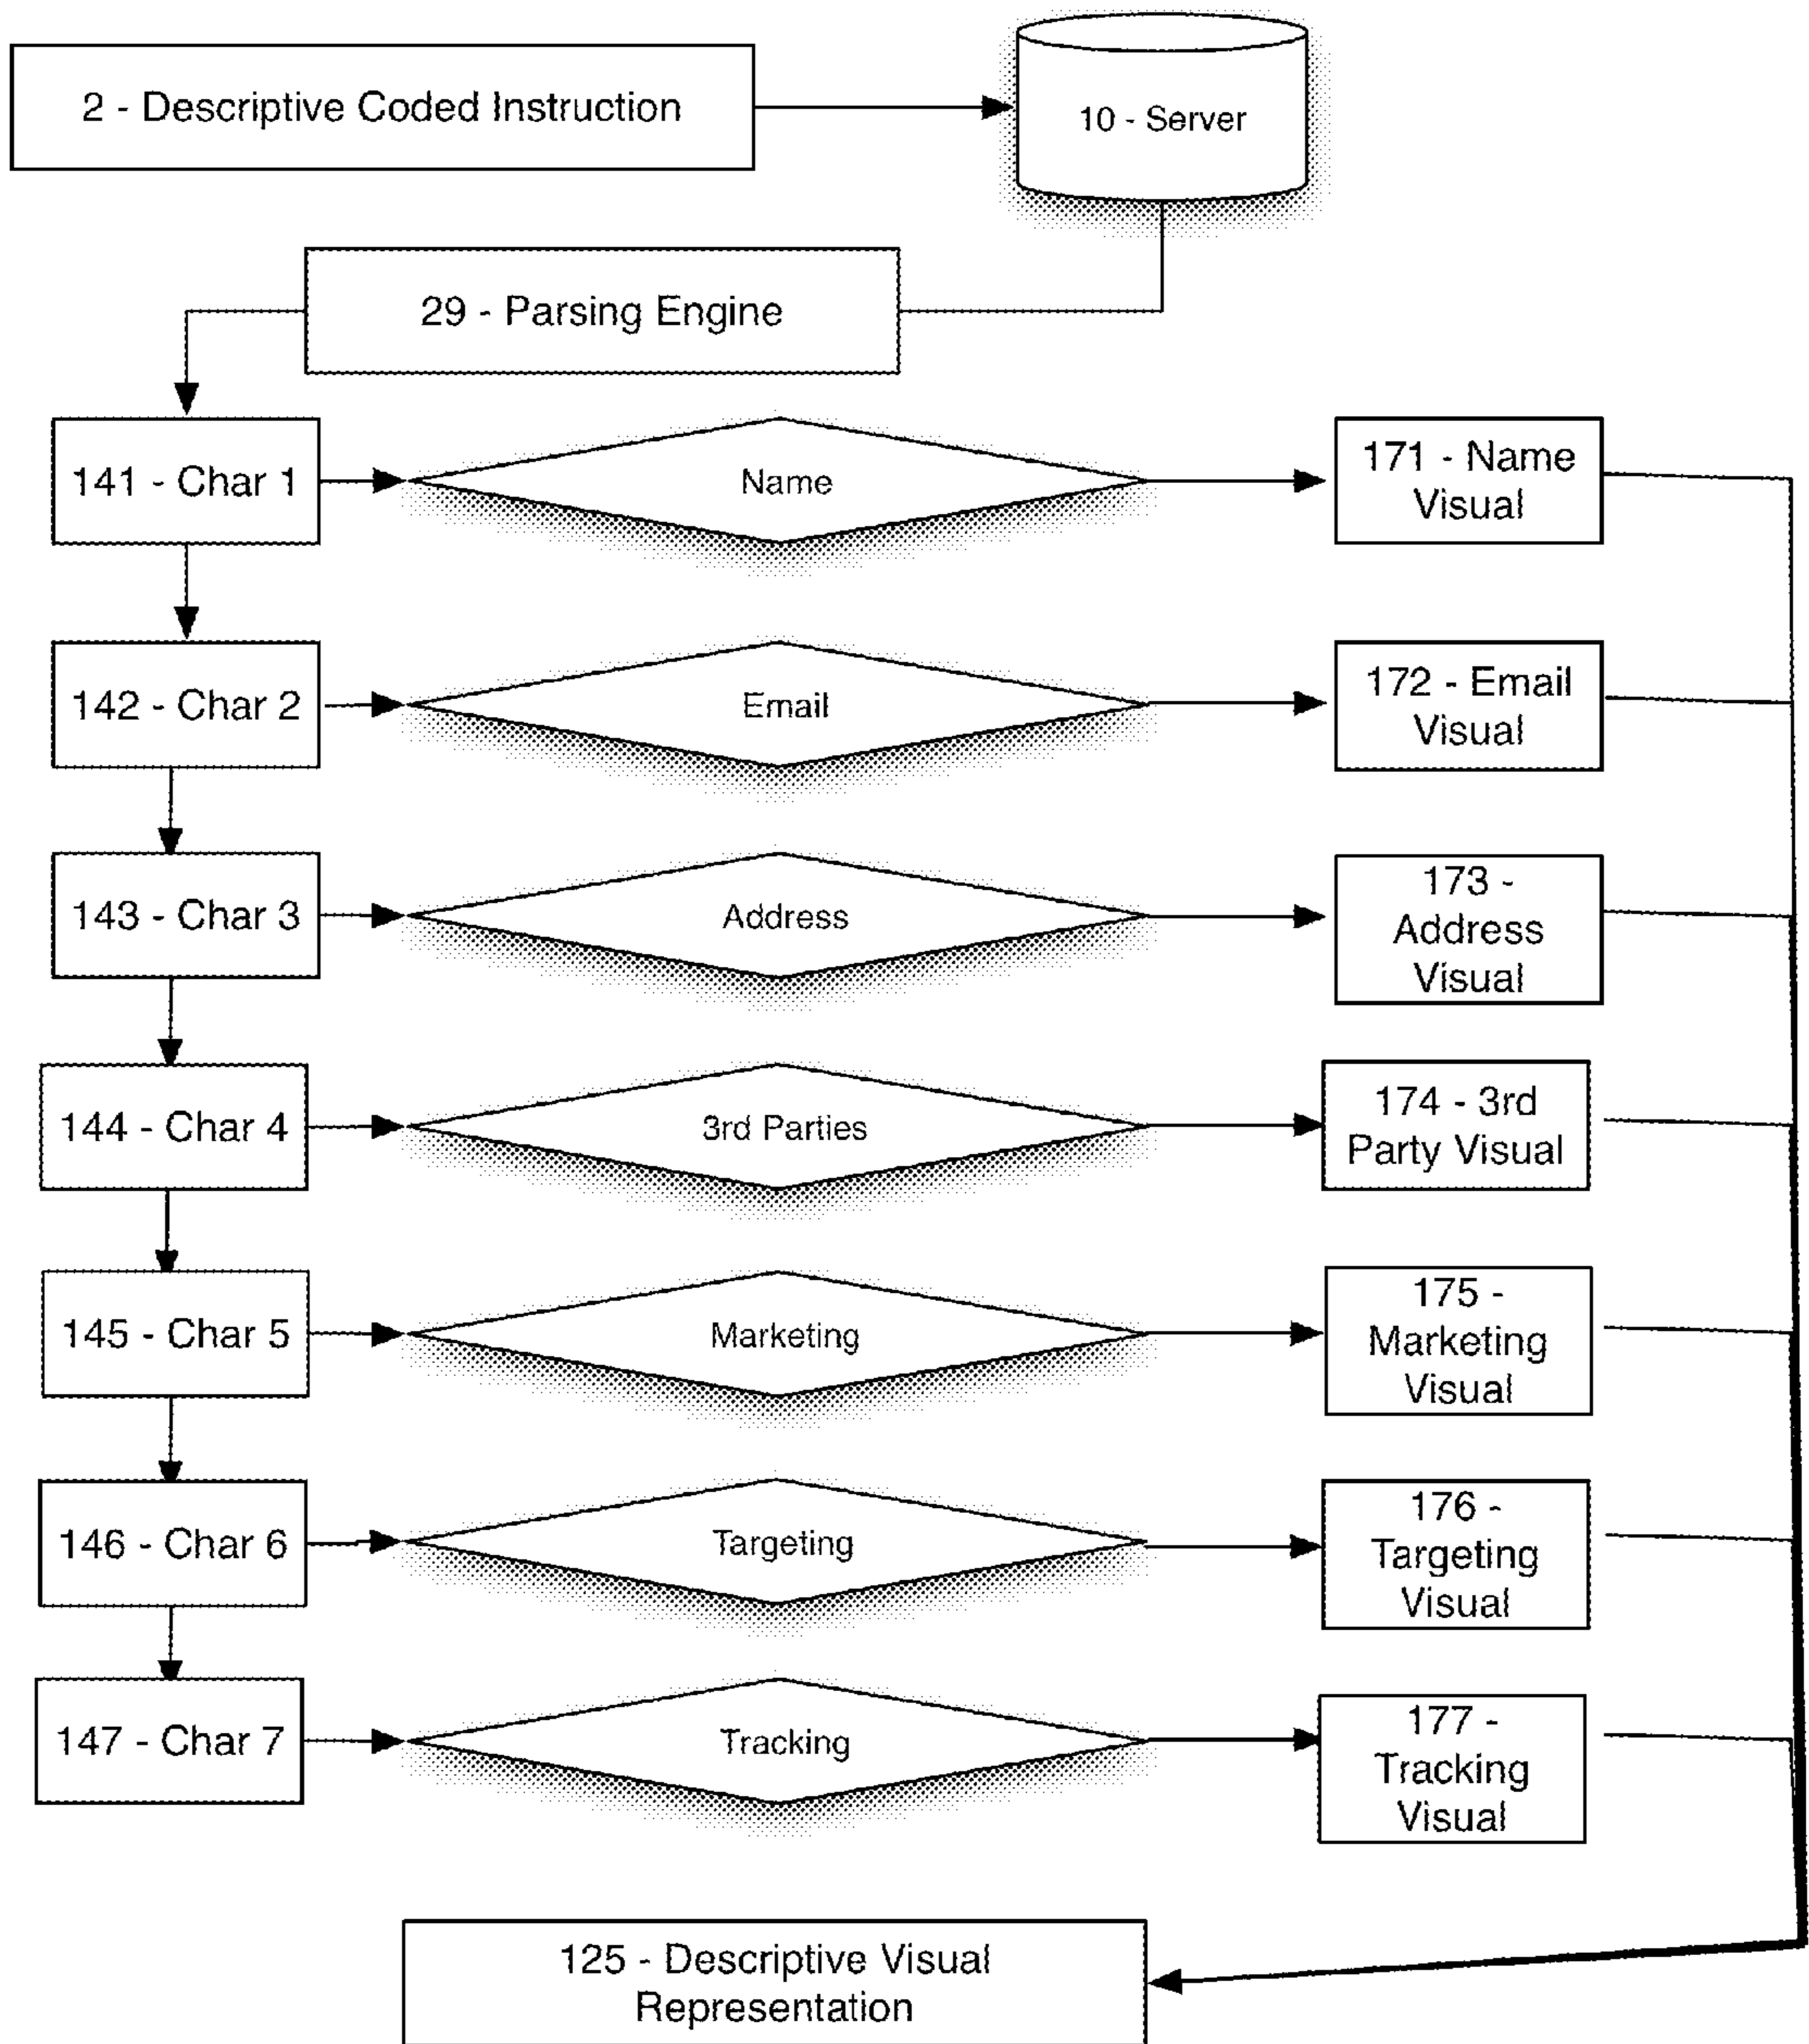 2 - Descriptive Coded Instruction
10 - Server
29 - Parsing Engine
141 - Char 1
Name
171 - Name
Visual
142 - Char 2
Email
172 - Email
Visual
143 - Char 3
Address
173 -
Address
Visual
144 - Char 4
3rd Parties
174 - 3rd
Party Visual
145 - Char 5
Marketing
175 -
Marketing
Visual
146 - Char 6
Targeting
176 -
Targeting
Visual
147 - Char 7
Tracking
177 -
Tracking
Visual
125 - Descriptive Visual
Representation